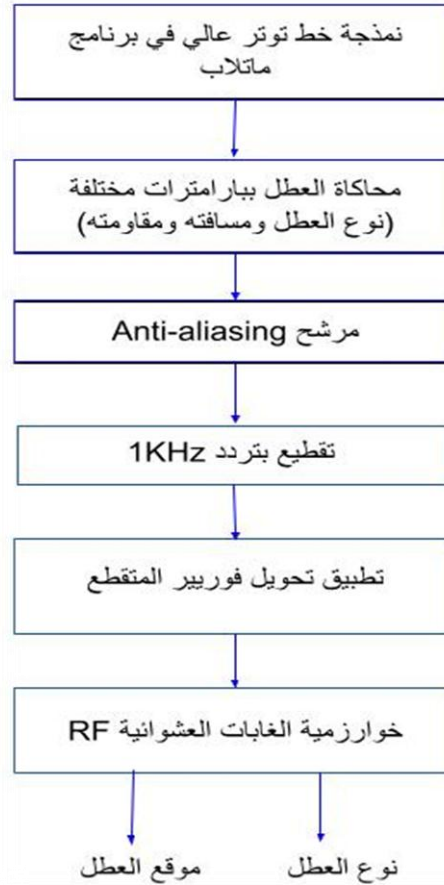 نمذجة خط توتر عالي في برنامج
ماتلاب
محاكاة العطل ببارامترات مختلفة
(نوع العطل ومسافته ومقاومته)
مرشح Anti-aliasing
تقطيع بتردد 1KHz
تطبيق تحويل فوريير المتقطع
خوارزمية الغابات العشوائية RF
نوع العطل
موقع العطل